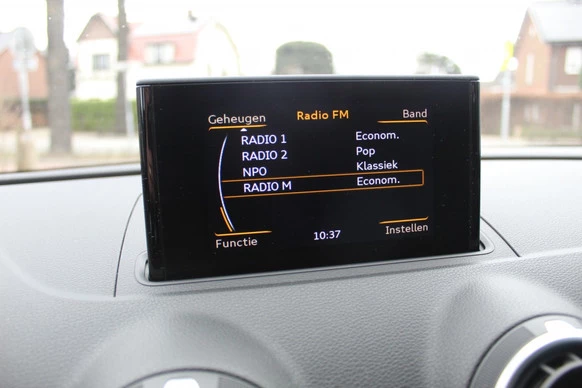 Geheugen Radio FM Band
RADIO 1 Econom.
RADIO 2 Pop
NPO Klassiek
RADIO M Econom.
Functie 10:37 Instellen